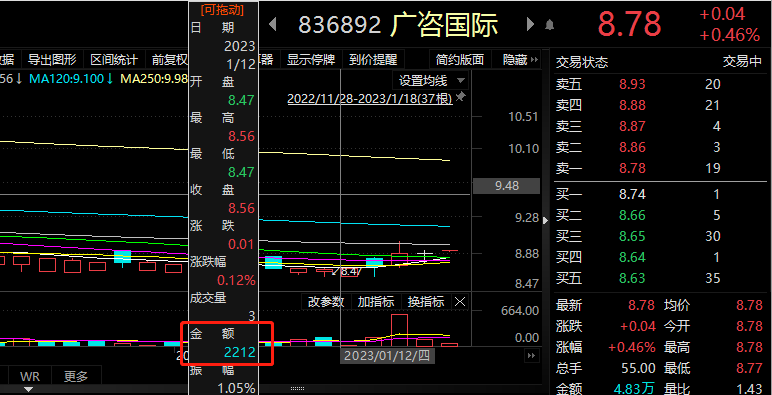 [可拖动]
日 期
2023
1/12
开 盘
8.47
最 高
8.56
最 低
8.47
收 盘
8.56
涨 跌
0.01
涨跌幅
0.12%
成交量
3
金 额
2212
振 幅
1.05%
836892 广咨国际
8.78 +0.04
+0.46%
数据 导出图形 区间统计 前复权
器 显示停牌 到价提醒 简约版面 隐藏
56↓ MA120:9.100↓ MA250:9.98
设置均线
2022/11/28-2023/1/18(37根)
10.51
10.10
9.48
9.28
8.88
8.47
8.47
改参数 加指标 换指标
664.00
0.00
20
2023/01/12/四
WR 更多
交易状态 交易中
卖五 8.93 20
卖四 8.88 21
卖三 8.87 4
卖二 8.86 3
卖一 8.78 19
买一 8.74 1
买二 8.66 5
买三 8.65 30
买四 8.64 1
买五 8.63 35
最新 8.78 均价 8.78
涨跌 +0.04 今开 8.78
涨幅 +0.46% 最高 8.78
总手 55.00 最低 8.77
金额 4.83万 量比 1.43